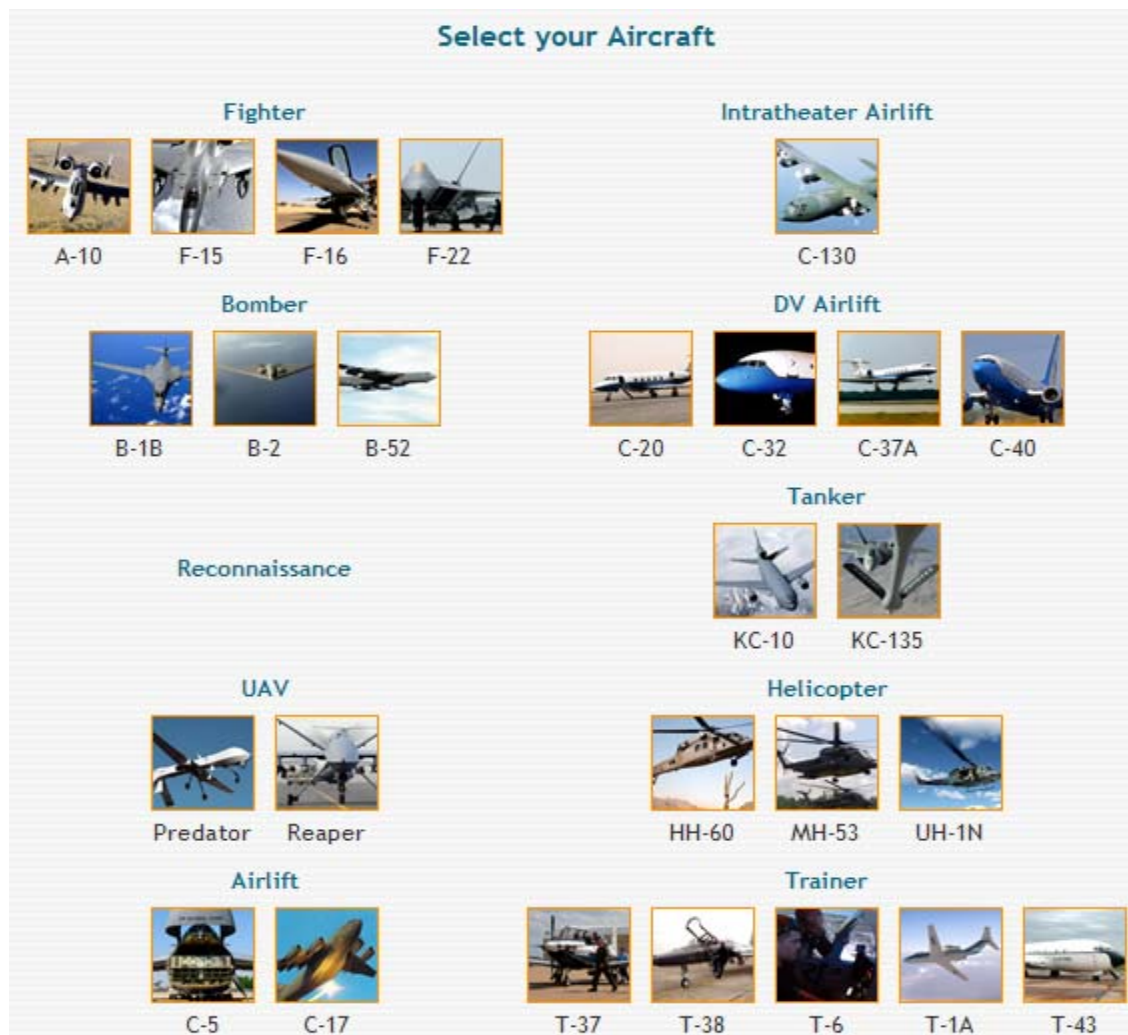 Select your Aircraft
Fighter
A-10 F-15 F-16 F-22
Intratheater Airlift
C-130
Bomber
B-1B B-2 B-52
DV Airlift
C-20 C-32 C-37A C-40
Reconnaissance
Tanker
KC-10 KC-135
UAV
Predator Reaper
Helicopter
HH-60 MH-53 UH-1N
Airlift
C-5 C-17
Trainer
T-37 T-38 T-6 T-1A T-43